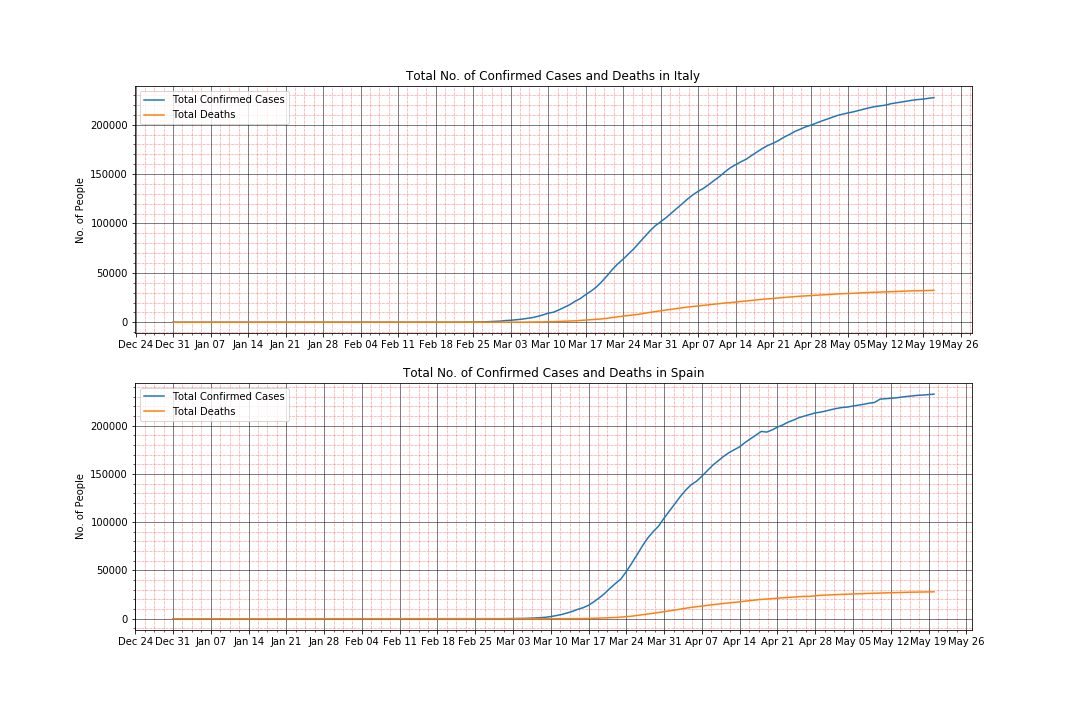 Total No. of Confirmed Cases and Deaths in Italy
Total Confirmed Cases
Total Deaths
No. of People
200000
150000
100000
50000
0
Dec 24 Dec 31 Jan 07 Jan 14 Jan 21 Jan 28 Feb 04 Feb 11 Feb 18 Feb 25 Mar 03 Mar 10 Mar 17 Mar 24 Mar 31 Apr 07 Apr 14 Apr 21 Apr 28 May 05 May 12 May 19 May 26
Total No. of Confirmed Cases and Deaths in Spain
Total Confirmed Cases
Total Deaths
No. of People
200000
150000
100000
50000
0
Dec 24 Dec 31 Jan 07 Jan 14 Jan 21 Jan 28 Feb 04 Feb 11 Feb 18 Feb 25 Mar 03 Mar 10 Mar 17 Mar 24 Mar 31 Apr 07 Apr 14 Apr 21 Apr 28 May 05 May 12 May 19 May 26